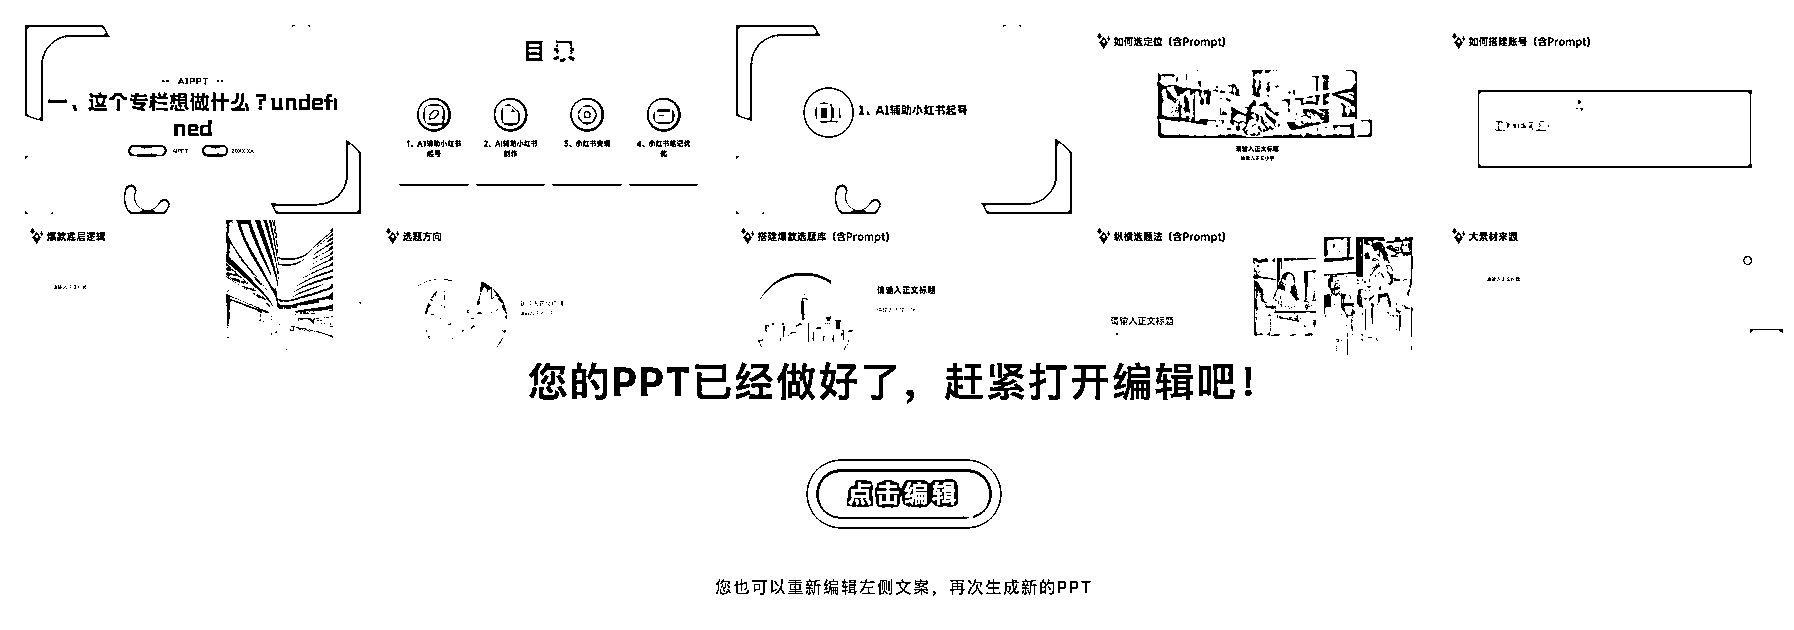 AIPPT
一、这个专栏想做什么？undefi
ned
AIPPT
目录
1、AI辅助小红书
起号
2、AI辅助小红书
创作
3、小红书变现
4、小红书笔记优
化
1、AI辅助小红书起号
如何选定位（含Prompt）
请输入正文标题
如何搭建账号（含Prompt）
爆款底层逻辑
选题方向
搭建爆款选题库（含Prompt）
请输入正文标题
纵横选题法（含Prompt）
请输入正文标题
大素材来源
您的PPT已经做好了，赶紧打开编辑吧！
点击编辑
您也可以重新编辑左侧文案，再次生成新的PPT